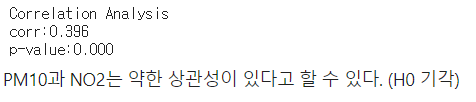 Correlation Analysis
corr:0.396
p-value:0.000
PM10과 NO2는 약한 상관성이 있다고 할 수 있다. (H0 기각)